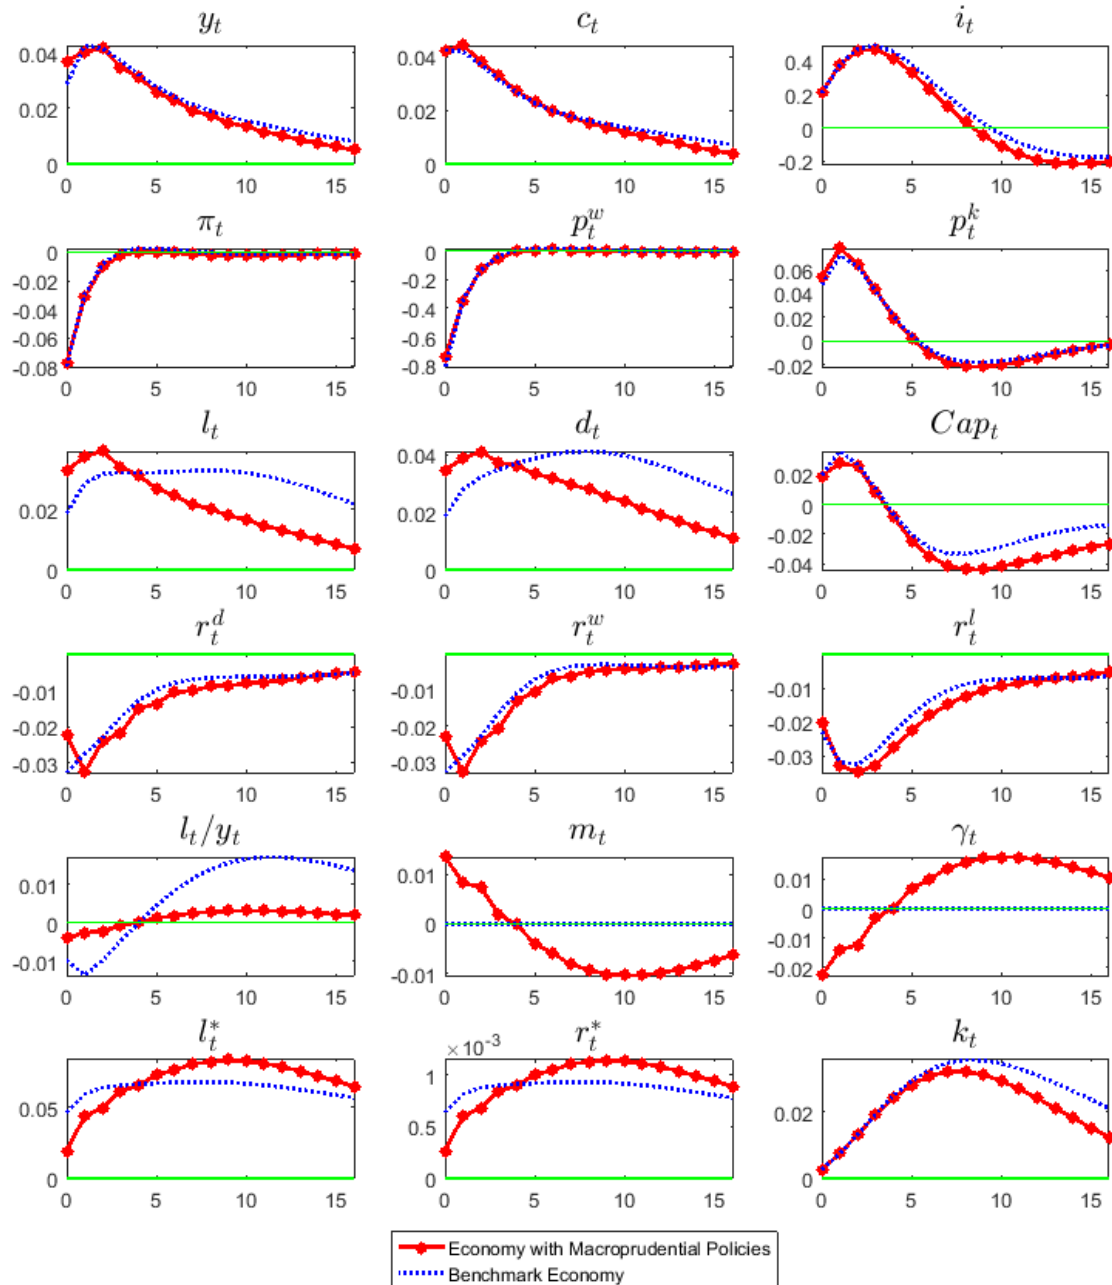 y_t c_t i_t
0.04 0.04 0.4
0.02 0.02 0.2
0 0 0
-0.2
0 5 10 15 0 5 10 15 0 5 10 15
π_t p_t^w p_t^k
0 0 0.06
-0.02 -0.2 0.04
-0.04 -0.4 0.02
-0.06 -0.6 0
-0.08 -0.8 -0.02
0 5 10 15 0 5 10 15 0 5 10 15
l_t d_t Cap_t
0.04 0.02
0.02 0.02 0
-0.02
0 0 -0.04
0 5 10 15 0 5 10 15 0 5 10 15
r_t^d r_t^w r_t^l
-0.01 -0.01 -0.01
-0.02 -0.02 -0.02
-0.03 -0.03 -0.03
0 5 10 15 0 5 10 15 0 5 10 15
l_t/y_t m_t γ_t
0.01 0.01 0.01
0 0 0
-0.01
-0.01 -0.01 -0.02
0 5 10 15 0 5 10 15 0 5 10 15
l_t^* r_t^* k_t
×10^-3
1
0.05 0.5 0.02
0 0 0
0 5 10 15 0 5 10 15 0 5 10 15
Economy with Macroprudential Policies
Benchmark Economy